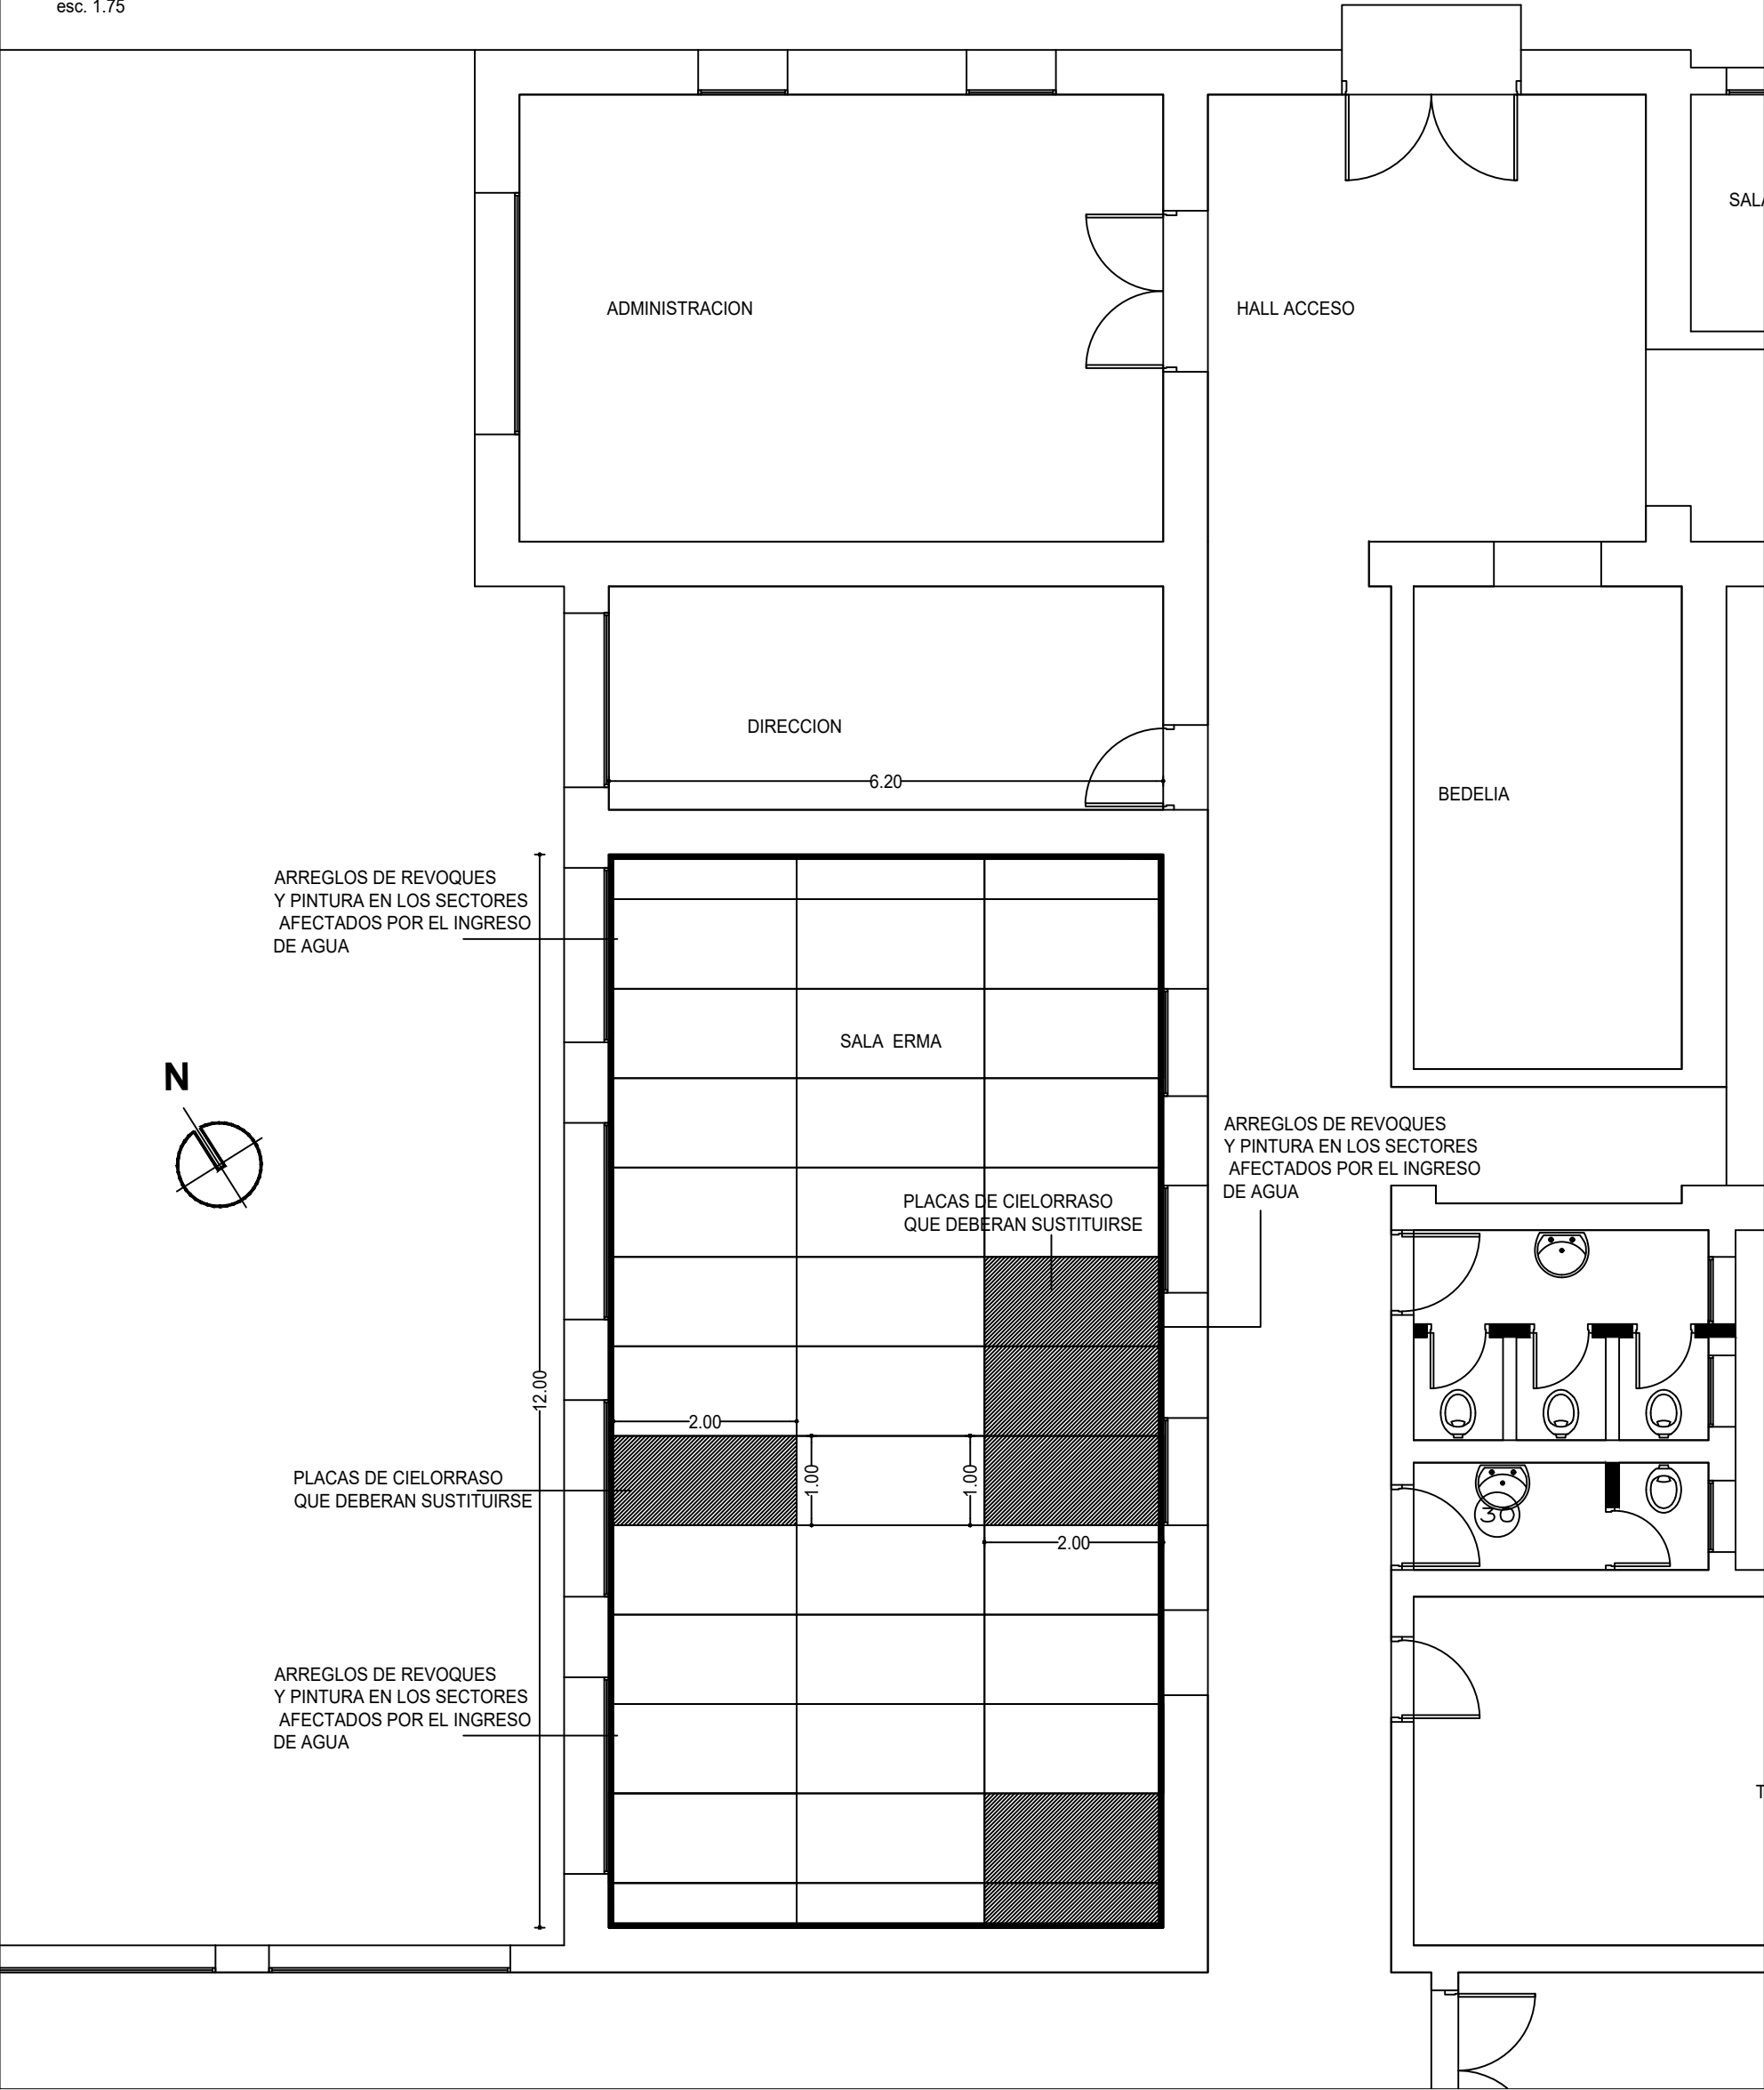 esc. 1.75
SALA
ADMINISTRACION
HALL ACCESO
DIRECCION
6.20
BEDELIA
ARREGLOS DE REVOQUES
Y PINTURA EN LOS SECTORES
AFECTADOS POR EL INGRESO
DE AGUA
SALA ERMA
N
ARREGLOS DE REVOQUES
Y PINTURA EN LOS SECTORES
AFECTADOS POR EL INGRESO
DE AGUA
PLACAS DE CIELORRASO
QUE DEBERAN SUSTITUIRSE
12.00
2.00
1.00
1.00
PLACAS DE CIELORRASO
QUE DEBERAN SUSTITUIRSE
30
2.00
ARREGLOS DE REVOQUES
Y PINTURA EN LOS SECTORES
AFECTADOS POR EL INGRESO
DE AGUA
T